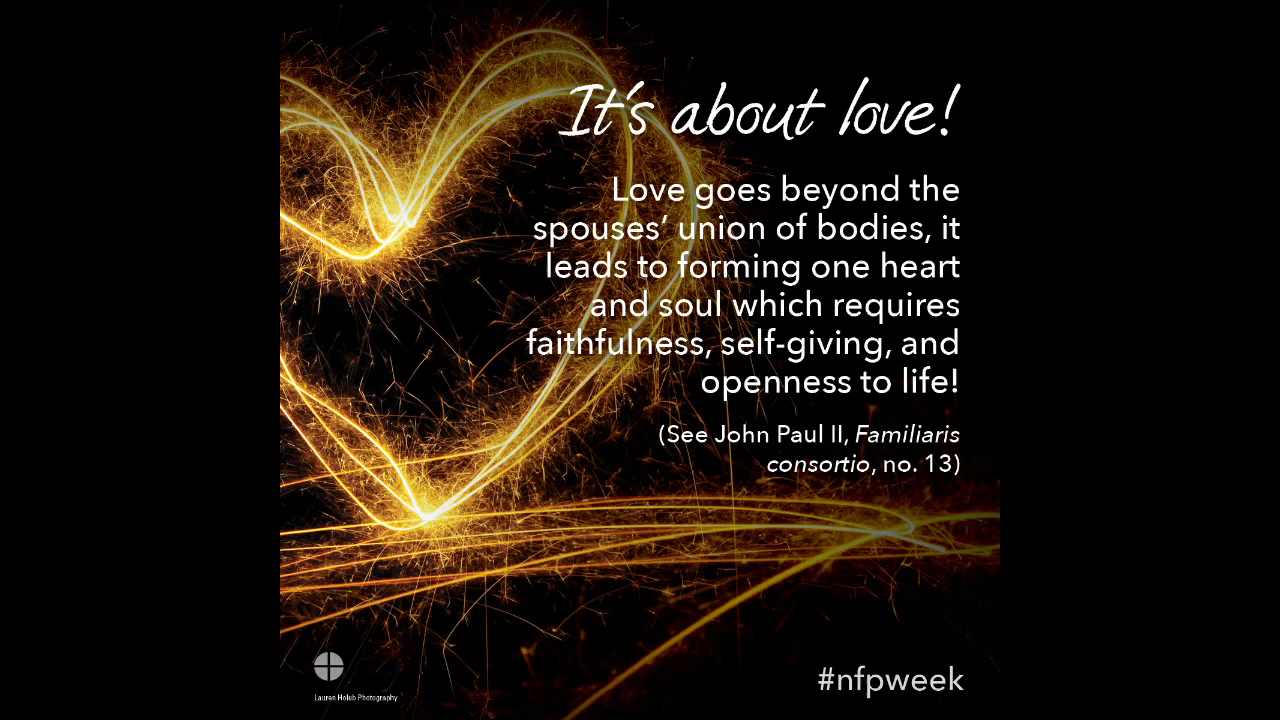 It's about love!
Love goes beyond the
spouses’ union of bodies, it
leads to forming one heart
and soul which requires
faithfulness, self-giving, and
openness to life!
(See John Paul II, Familiaris
consortio, no. 13)
#nfpweek
Lauren Holub Photography